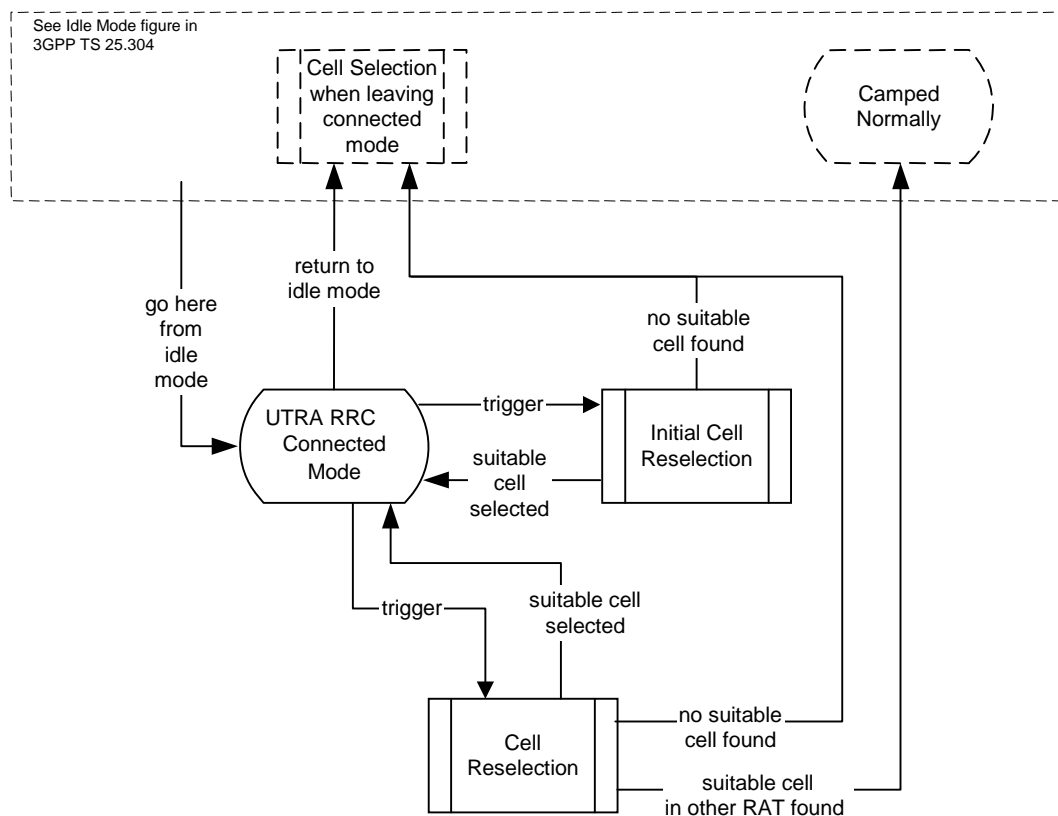 See Idle Mode figure in
3GPP TS 25.304
Cell Selection
when leaving
connected
mode
Camped
Normally
return to
idle mode
go here
from
idle
mode
no suitable
cell found
UTRA RRC
Connected
Mode
trigger
Initial Cell
Reselection
suitable
cell
selected
trigger
suitable cell
selected
Cell
Reselection
no suitable
cell found
suitable cell
in other RAT found